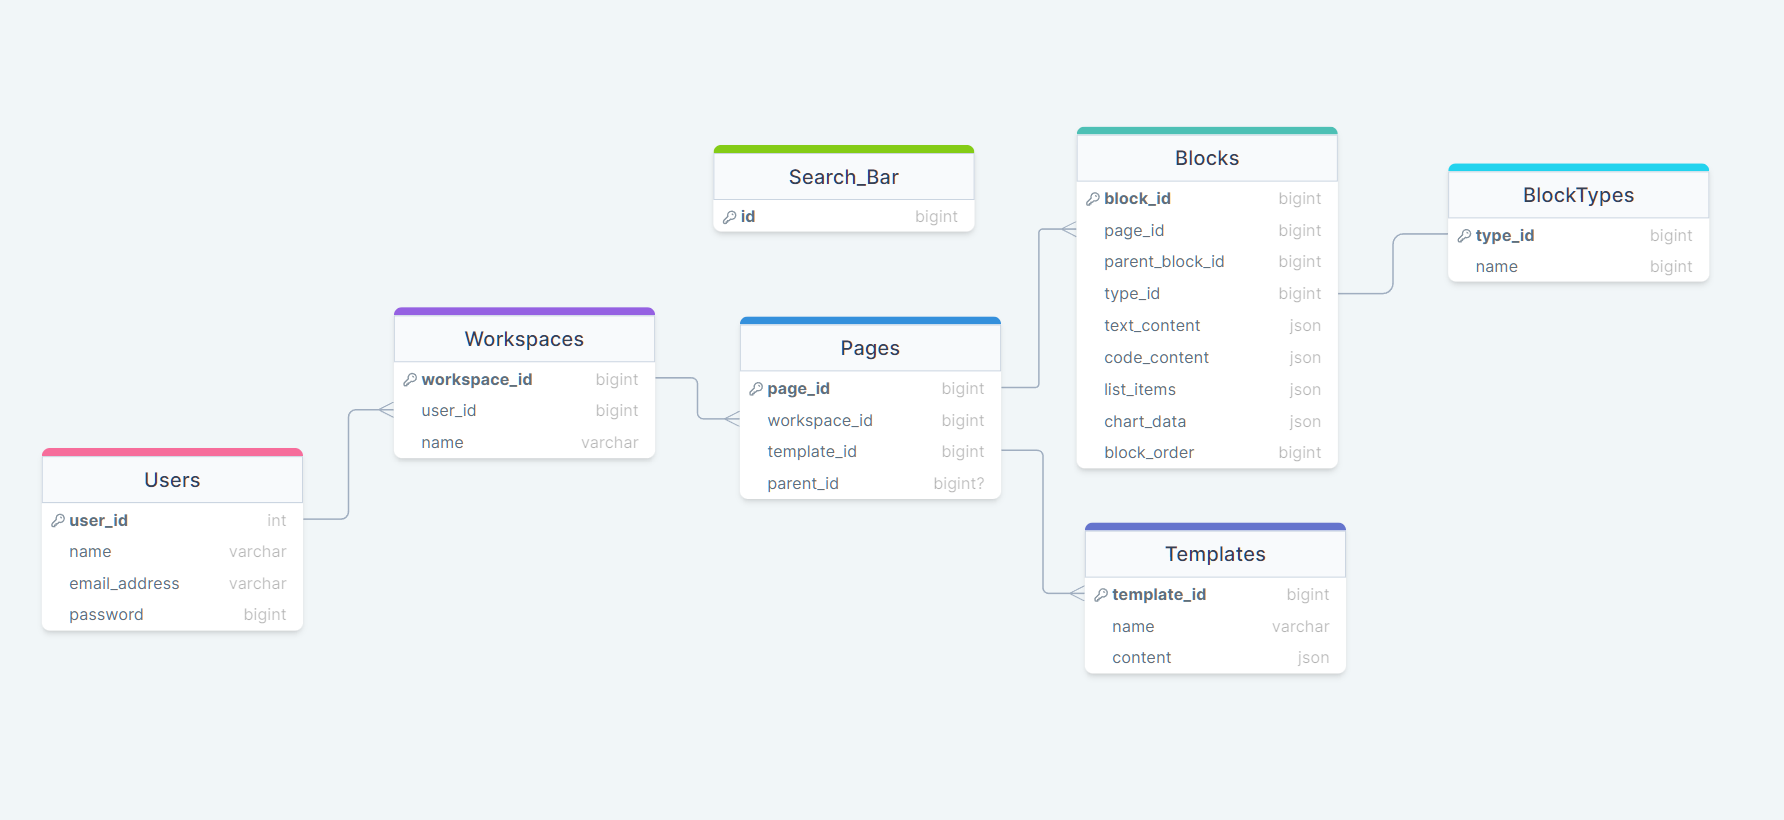 Search_Bar
id bigint
Blocks
block_id bigint
page_id bigint
parent_block_id bigint
type_id bigint
text_content json
code_content json
list_items json
chart_data json
block_order bigint
BlockTypes
type_id bigint
name bigint
Workspaces
workspace_id bigint
user_id bigint
name varchar
Pages
page_id bigint
workspace_id bigint
template_id bigint
parent_id bigint?
Users
user_id int
name varchar
email_address varchar
password bigint
Templates
template_id bigint
name varchar
content json